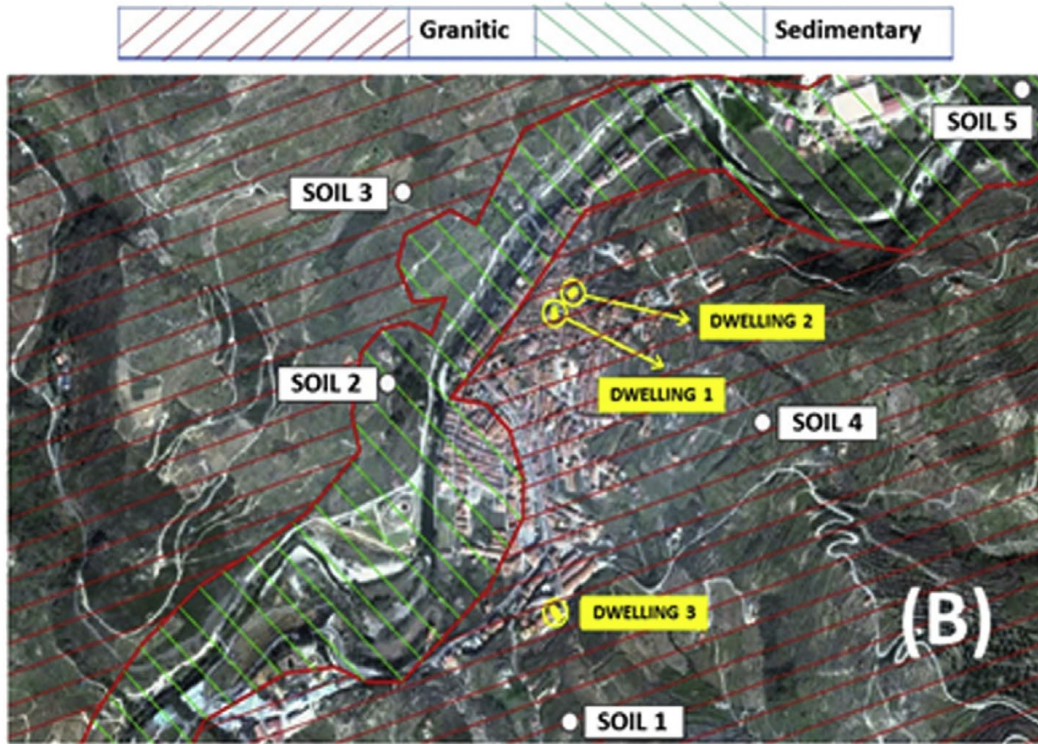 Granitic
Sedimentary
SOIL 5
SOIL 3
DWELLING 2
SOIL 2
DWELLING 1
SOIL 4
DWELLING 3
(B)
SOIL 1